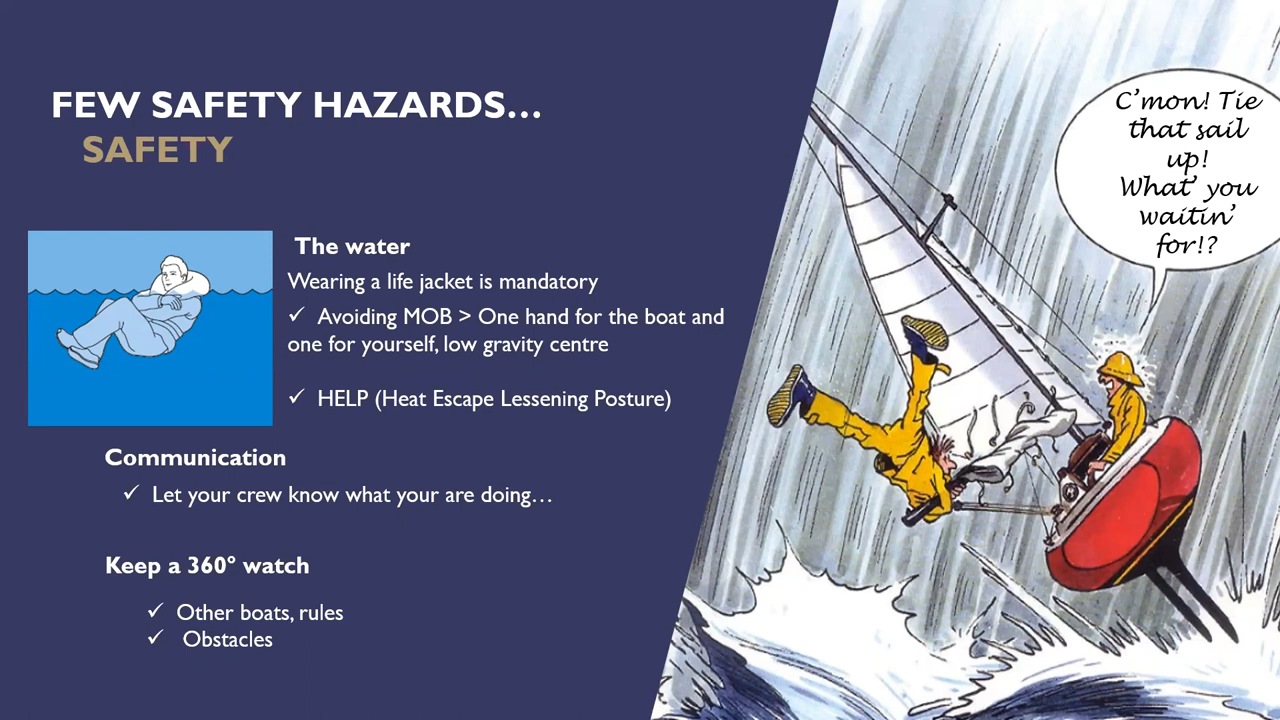 FEW SAFETY HAZARDS…
SAFETY
The water
Wearing a life jacket is mandatory
✓ Avoiding MOB > One hand for the boat and
one for yourself, low gravity centre
✓ HELP (Heat Escape Lessening Posture)
Communication
✓ Let your crew know what your are doing…
Keep a 360° watch
✓ Other boats, rules
✓ Obstacles
C'mon! Tie
that sail
up!
What' you
waitin'
for!?